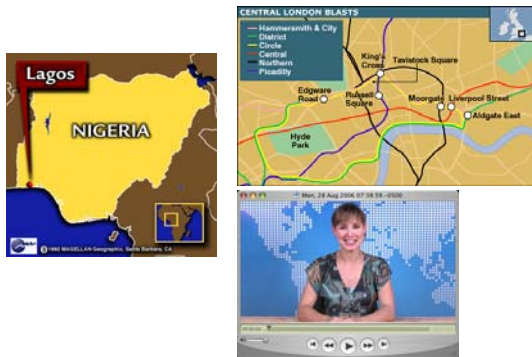 Lagos
NIGERIA
© 1992 MAGELLAN Geographix, Santa Barbara, CA
CENTRAL LONDON BLASTS
Hammersmith & City
District
Circle
Central
Northern
Picadilly
King's
Cross
Tavistock Square
Edgware
Road
Russell
Square
Moorgate
Liverpool Street
Aldgate East
Hyde
Park
Mon, 28 Aug 2006 07:38:59 -0500